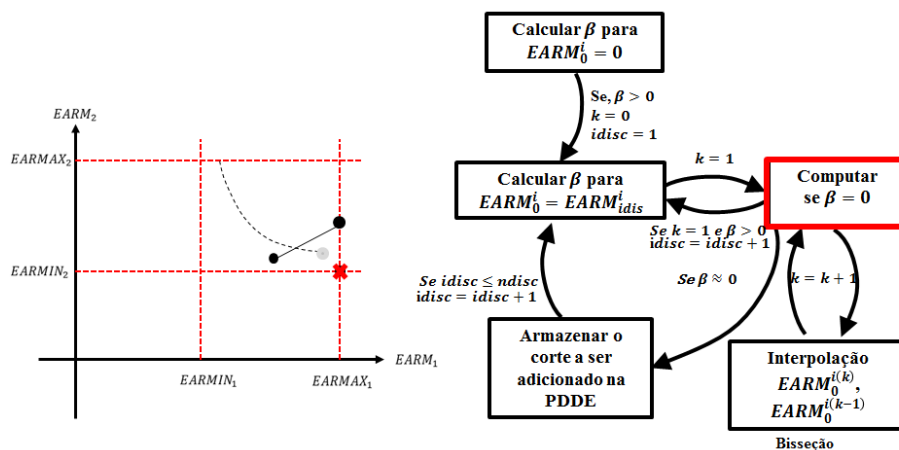 EARM₂
EARMAX₂
EARMIN₂
EARMIN₁
EARMAX₁
EARM₁
Calcular β para
EARM₀ⁱ = 0
Se, β > 0
k = 0
idisc = 1
Calcular β para
EARM₀ⁱ = EARMⁱ_idis
k = 1
Computar
se β = 0
Se k = 1 e β > 0
idisc = idisc + 1
Se idisc ≤ ndisc
idisc = idisc + 1
Se β ≈ 0
k = k + 1
Armazenar o
corte a ser
adicionado na
PDDE
Interpolação
EARM₀^i(k),
EARM₀^i(k−1)
Bisseção